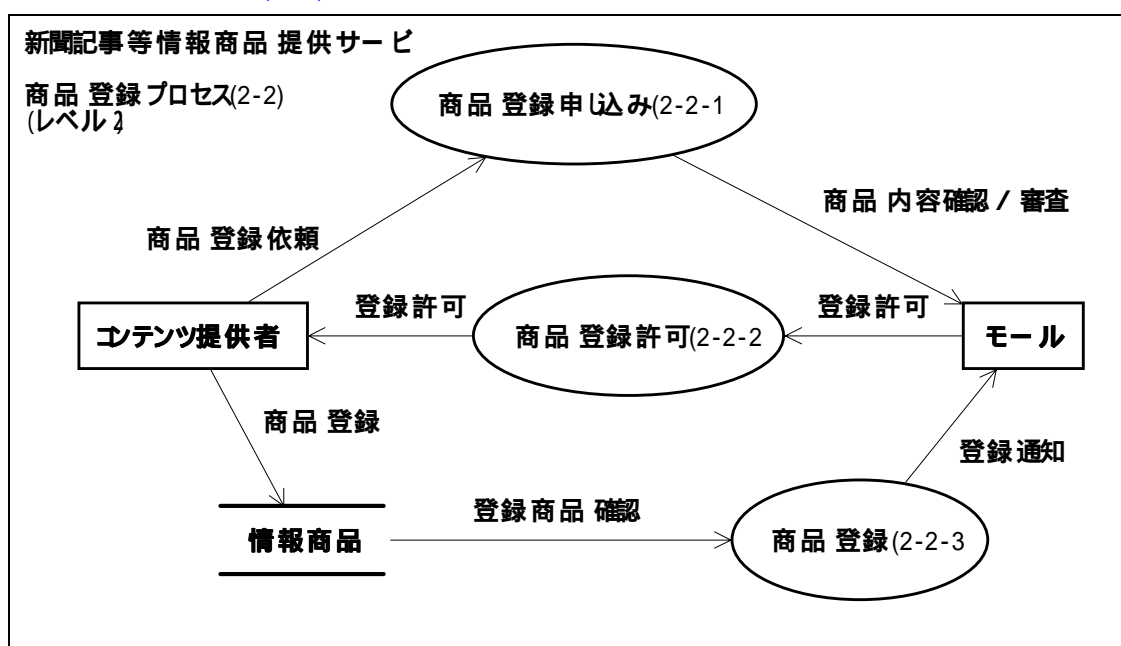 新聞記事等情報商品 提供サービ
商品 登録プロセス(2-2)
(レベル2
商品 登録申し込み(2-2-1
商品 内容確認 / 審査
商品 登録依頼
登録許可
登録許可
コンテンツ提供者
商品 登録許可(2-2-2
モール
商品 登録
登録通知
登録商品 確認
情報商品
商品 登録(2-2-3